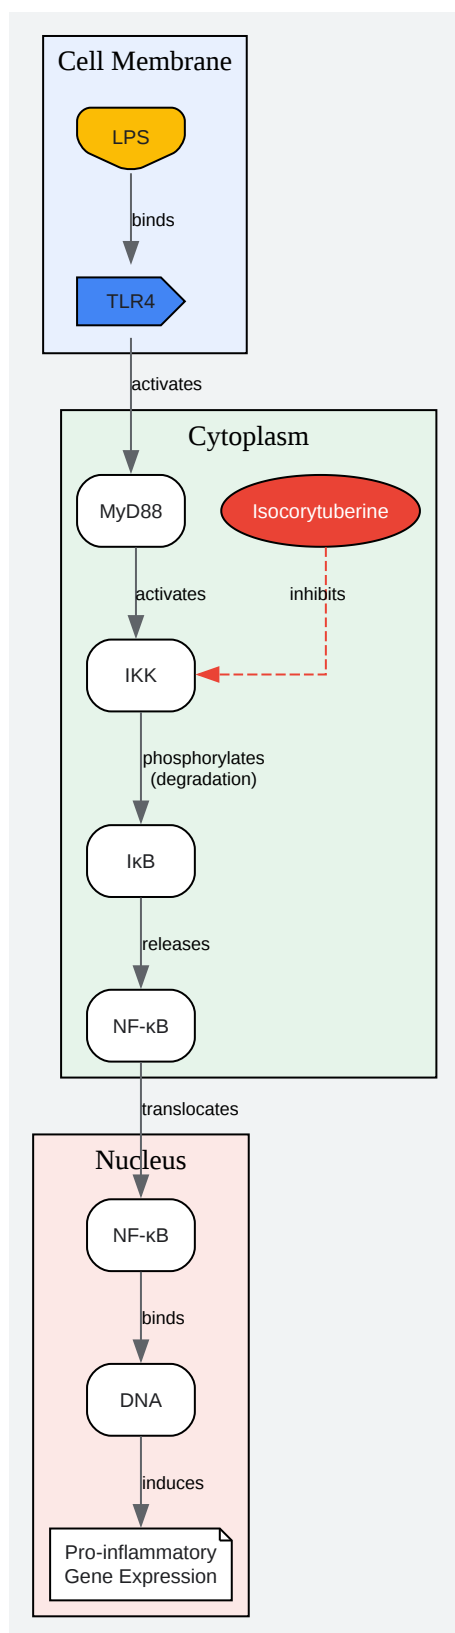 Cell Membrane
LPS
binds
TLR4
activates
Cytoplasm
MyD88
Isocorytuberine
activates
inhibits
IKK
phosphorylates
(degradation)
IκB
releases
NF-κB
translocates
Nucleus
NF-κB
binds
DNA
induces
Pro-inflammatory
Gene Expression